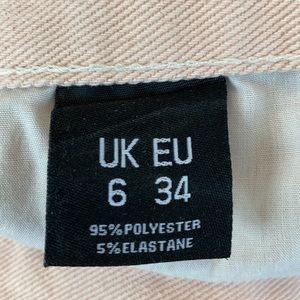 UK EU
6 34
95%POLYESTER
5%ELASTANE